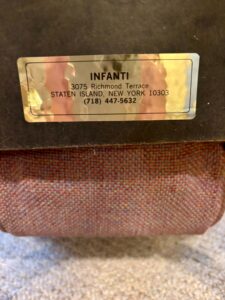 INFANTI
3075 Richmond Terrace
STATEN ISLAND, NEW YORK 10303
(718) 447-5632